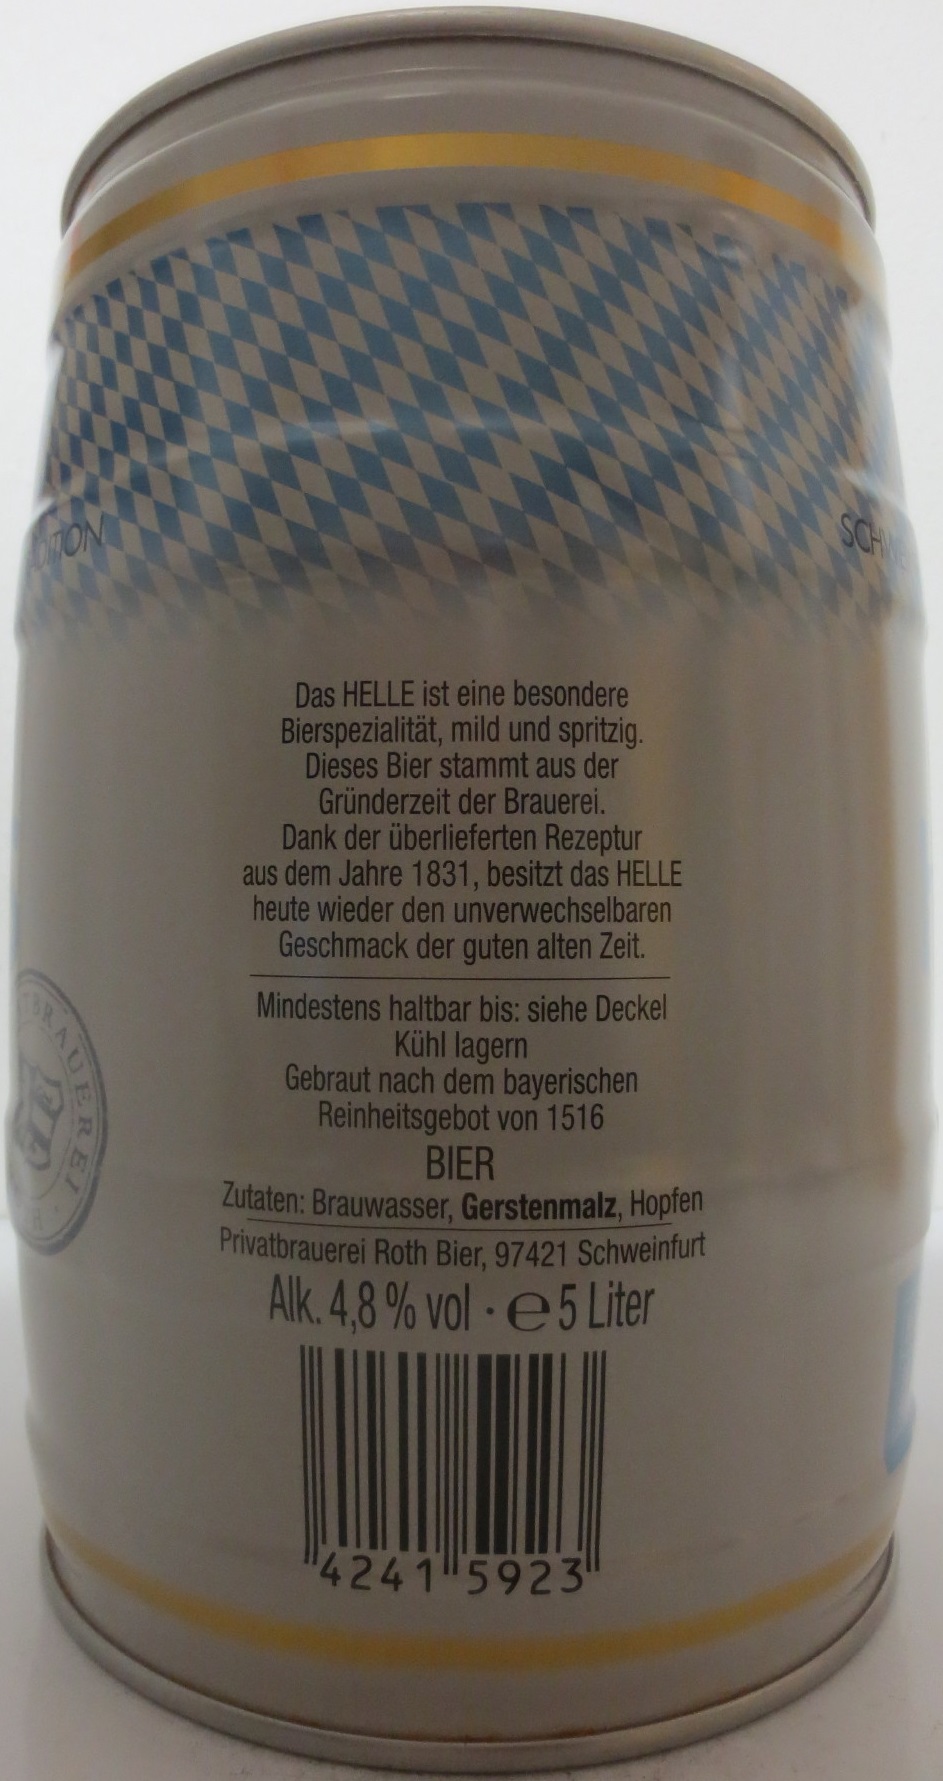 Das HELLE ist eine besondere
Bierspezialität, mild und spritzig.
Dieses Bier stammt aus der
Gründerzeit der Brauerei.
Dank der überlieferten Rezeptur
aus dem Jahre 1831, besitzt das HELLE
heute wieder den unverwechselbaren
Geschmack der guten alten Zeit.
Mindestens haltbar bis: siehe Deckel
Kühl lagern
Gebraut nach dem bayerischen
Reinheitsgebot von 1516
BIER
Zutaten: Brauwasser, Gerstenmalz, Hopfen
Privatbrauerei Roth Bier, 97421 Schweinfurt
Alk. 4,8 % vol · ℮ 5 Liter
4241 5923